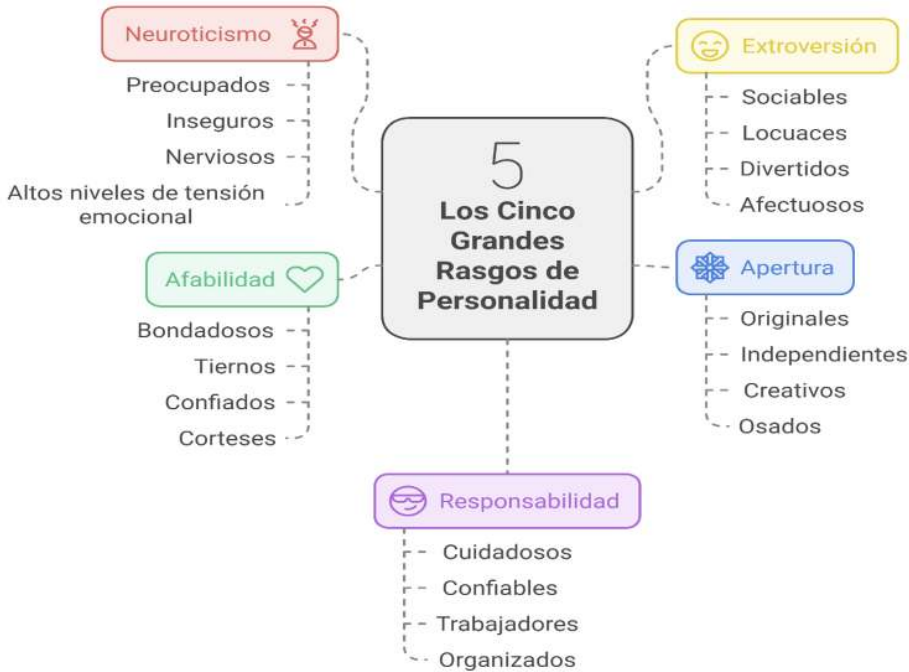 5
Los Cinco
Grandes
Rasgos de
Personalidad
Neuroticismo
Preocupados
Inseguros
Nerviosos
Altos niveles de tensión
emocional
Afabilidad
Bondadosos
Tiernos
Confiados
Corteses
Extroversión
Sociables
Locuaces
Divertidos
Afectuosos
Apertura
Originales
Independientes
Creativos
Osados
Responsabilidad
Cuidadosos
Confiables
Trabajadores
Organizados